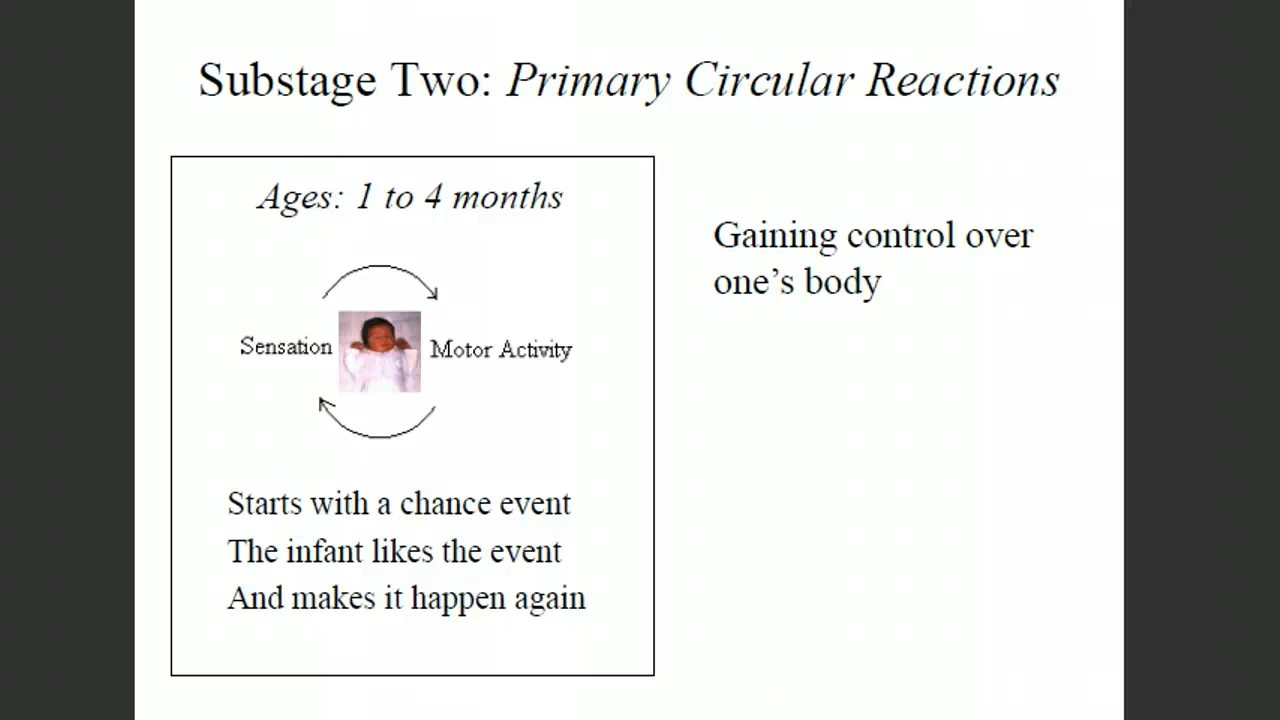 Substage Two: Primary Circular Reactions
Ages: 1 to 4 months
Sensation
Motor Activity
Starts with a chance event
The infant likes the event
And makes it happen again
Gaining control over
one’s body